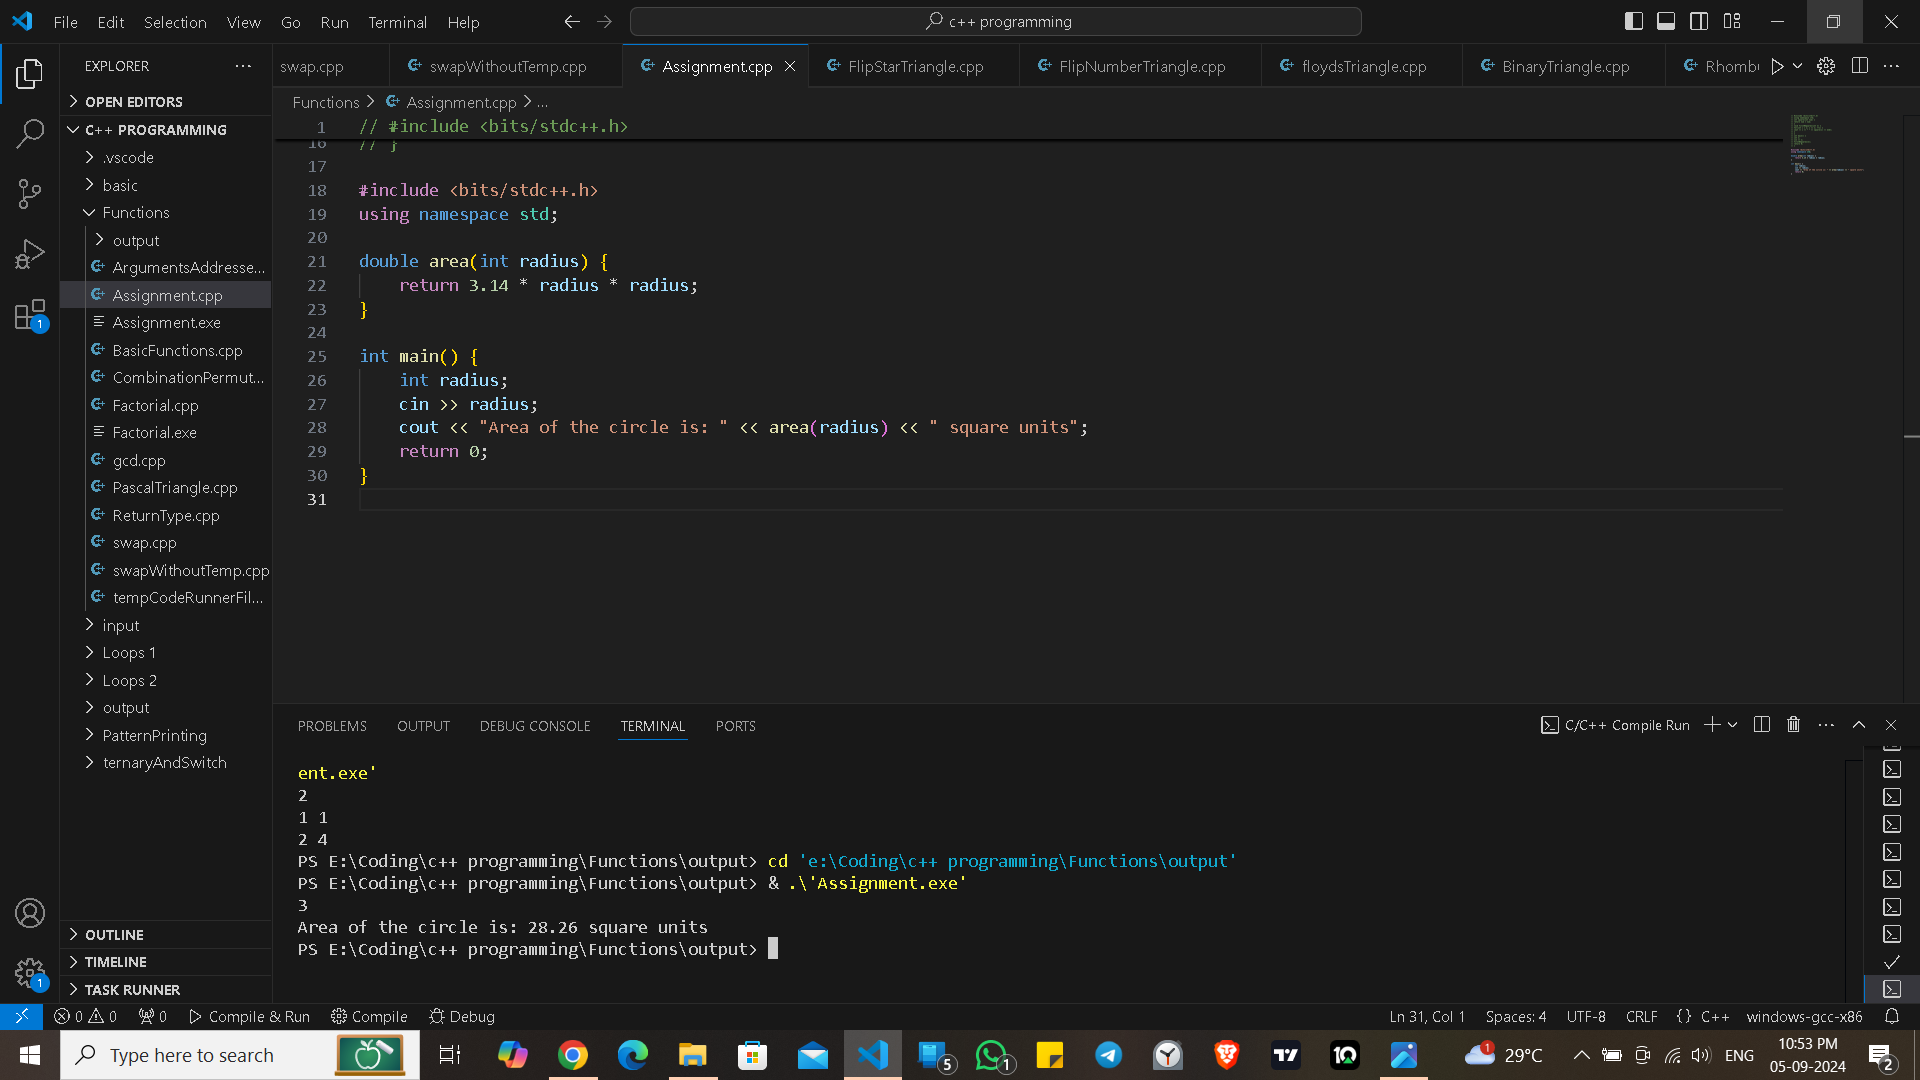 File Edit Selection View Go Run Terminal Help
c++ programming
EXPLORER
swap.cpp swapWithoutTemp.cpp Assignment.cpp FlipStarTriangle.cpp FlipNumberTriangle.cpp floydsTriangle.cpp BinaryTriangle.cpp Rhomb
OPEN EDITORS
C++ PROGRAMMING
.vscode
basic
Functions
output
ArgumentsAddresse...
Assignment.cpp
Assignment.exe
BasicFunctions.cpp
CombinationPermut...
Factorial.cpp
Factorial.exe
gcd.cpp
PascalTriangle.cpp
ReturnType.cpp
swap.cpp
swapWithoutTemp.cpp
tempCodeRunnerFil...
input
Loops 1
Loops 2
output
PatternPrinting
ternaryAndSwitch
OUTLINE
TIMELINE
TASK RUNNER
Functions > Assignment.cpp > ...
1 // #include <bits/stdc++.h>
16 // }
17
18 #include <bits/stdc++.h>
19 using namespace std;
20
21 double area(int radius) {
22 return 3.14 * radius * radius;
23 }
24
25 int main() {
26 int radius;
27 cin >> radius;
28 cout << "Area of the circle is: " << area(radius) << " square units";
29 return 0;
30 }
31
PROBLEMS OUTPUT DEBUG CONSOLE TERMINAL PORTS
C/C++ Compile Run
ent.exe'
2
1 1
2 4
PS E:\Coding\c++ programming\Functions\output> cd 'e:\Coding\c++ programming\Functions\output'
PS E:\Coding\c++ programming\Functions\output> & .\'Assignment.exe'
3
Area of the circle is: 28.26 square units
PS E:\Coding\c++ programming\Functions\output>
1
1
0 0 0 Compile & Run Compile Debug
Ln 31, Col 1 Spaces: 4 UTF-8 CRLF {} C++ windows-gcc-x86
Type here to search
5 1 1 29°C ENG
10:53 PM
05-09-2024
2